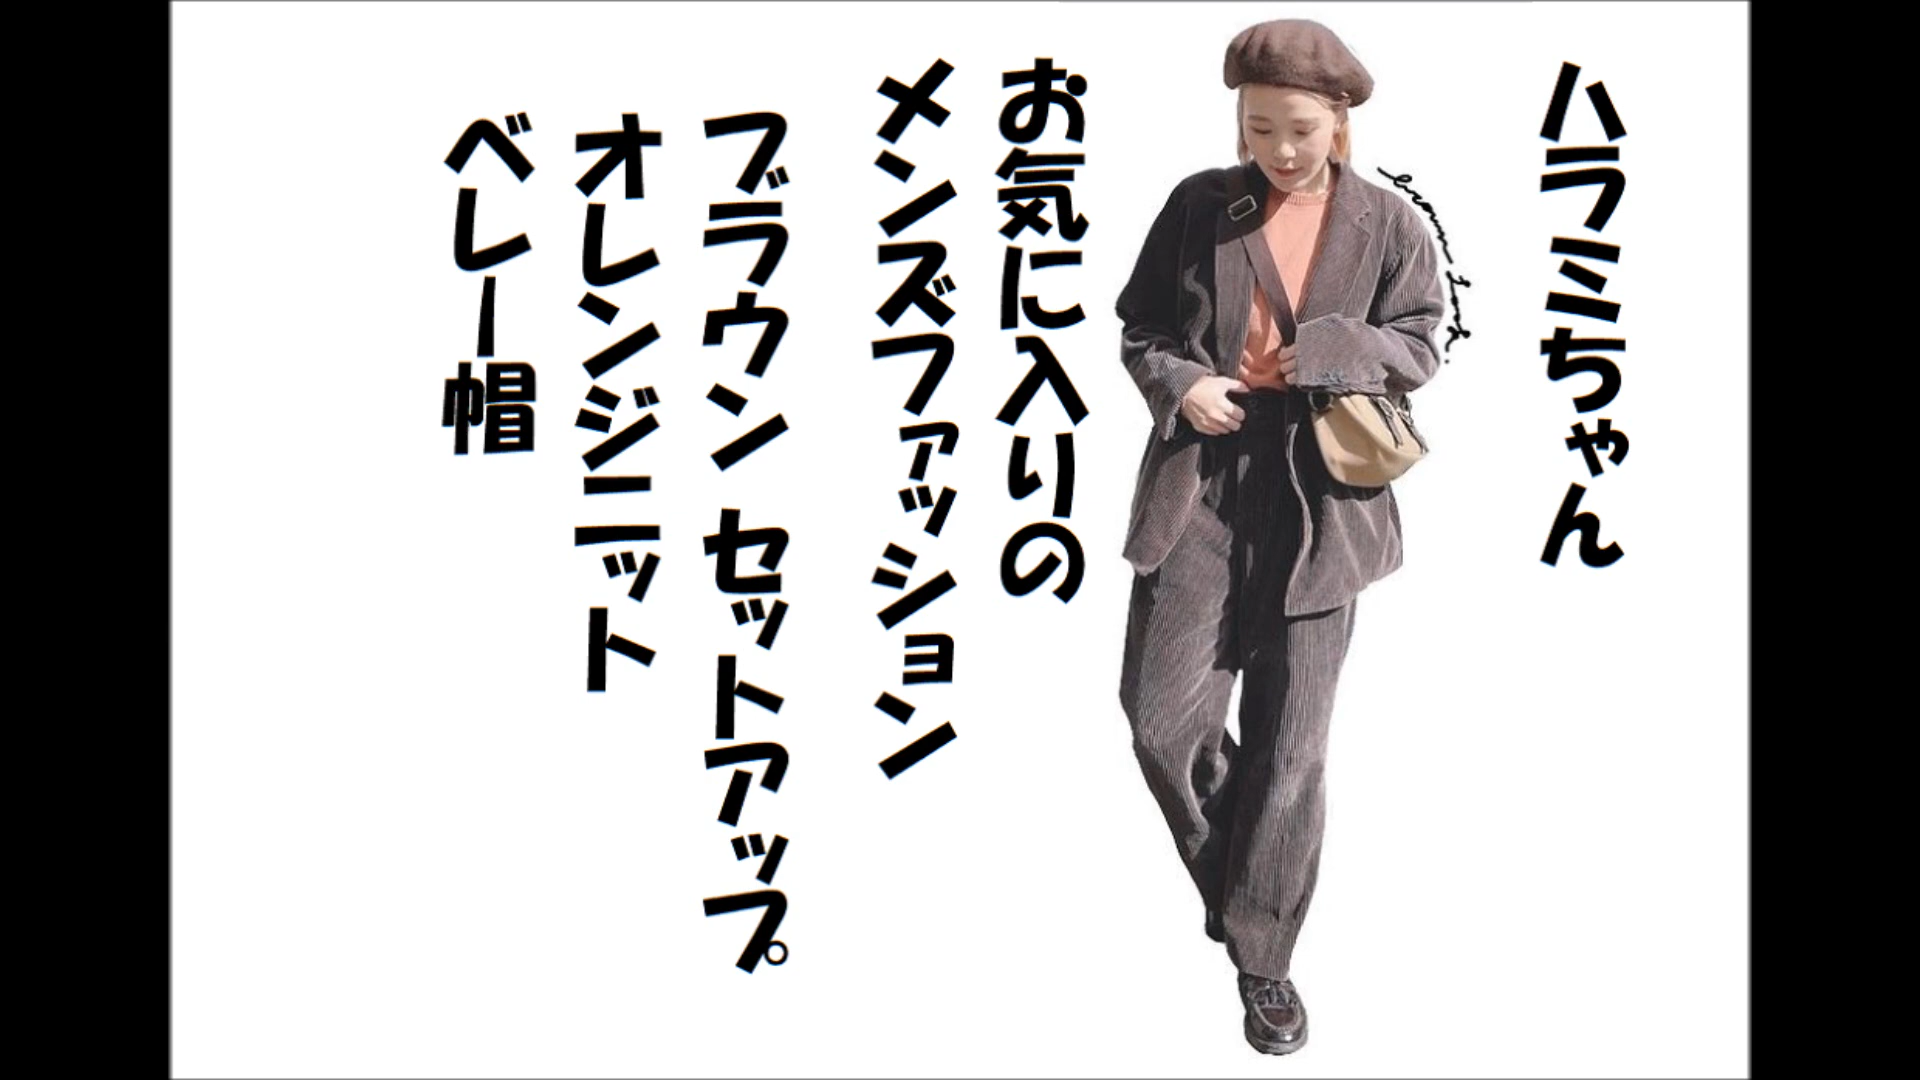 ハラミちゃん
brown look.
お気に入りの
メンズファッション
ブラウン セットアップ
オレンジニット
ベレー帽